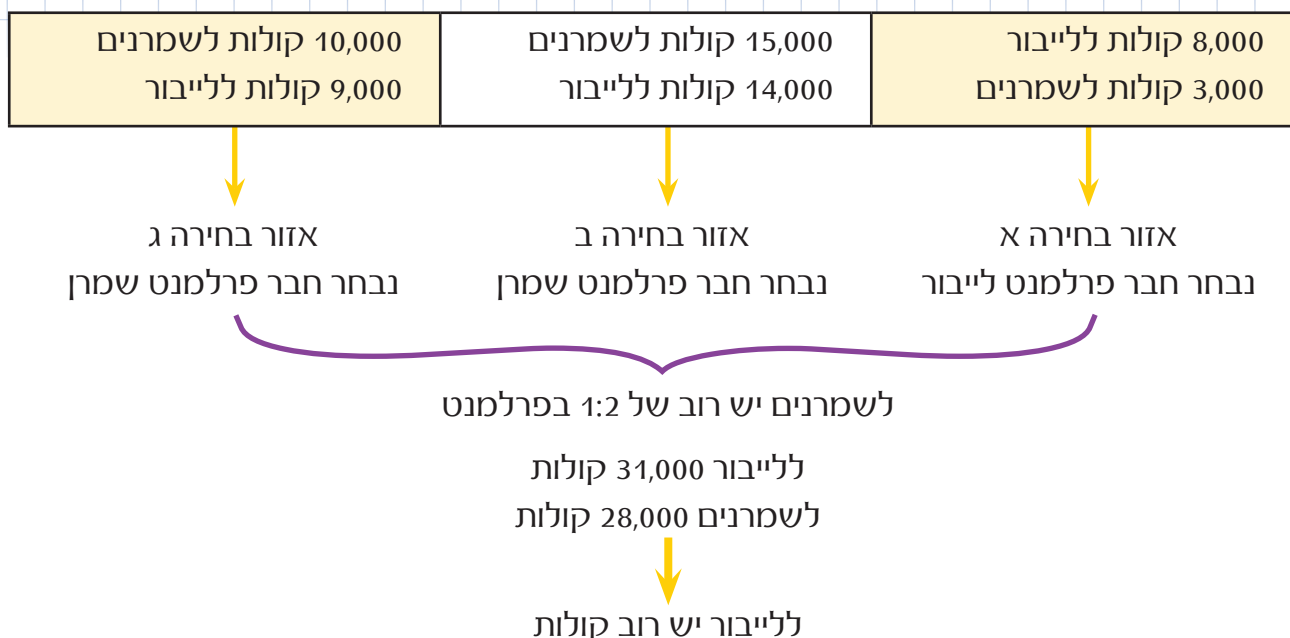 8,000 קולות ללייבור
3,000 קולות לשמרנים
15,000 קולות לשמרנים
14,000 קולות ללייבור
10,000 קולות לשמרנים
9,000 קולות ללייבור
אזור בחירה א
נבחר חבר פרלמנט לייבור
אזור בחירה ב
נבחר חבר פרלמנט שמרן
אזור בחירה ג
נבחר חבר פרלמנט שמרן
לשמרנים יש רוב של 1:2 בפרלמנט
ללייבור 31,000 קולות
לשמרנים 28,000 קולות
ללייבור יש רוב קולות